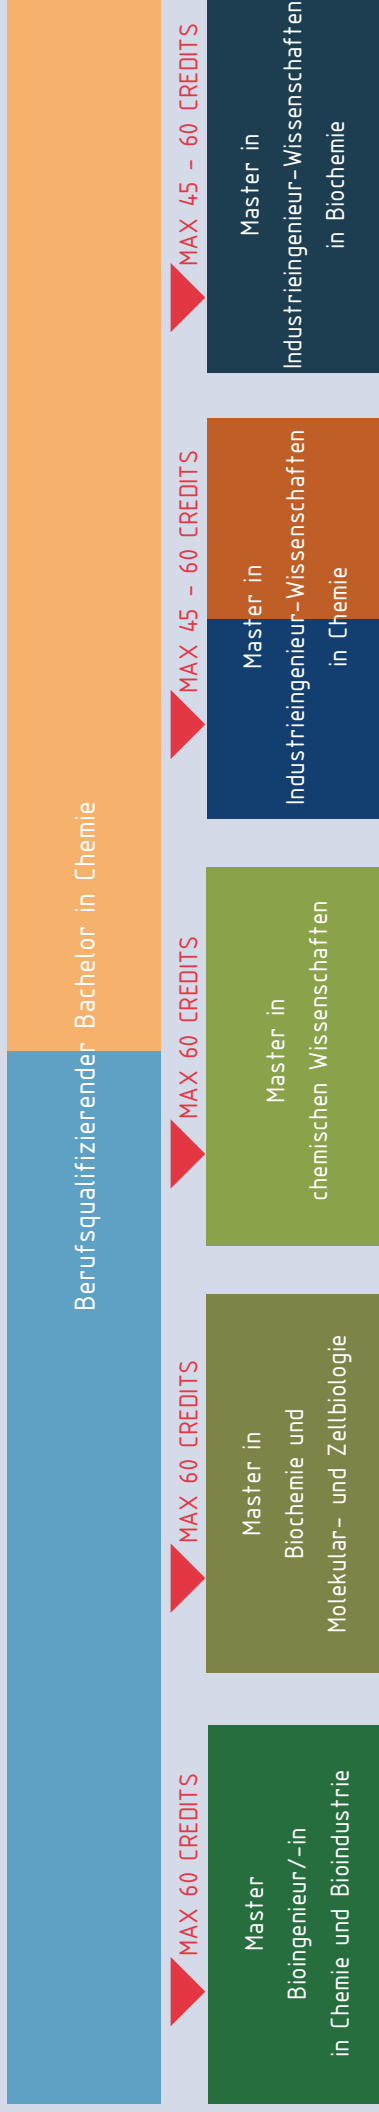 Berufsqualifizierender Bachelor in Chemie
MAX 60 CREDITS
Master
Bioingenieur/-in
in Chemie und Bioindustrie
MAX 60 CREDITS
Master in
Biochemie und
Molekular- und Zellbiologie
MAX 60 CREDITS
Master in
chemischen Wissenschaften
MAX 45 - 60 CREDITS
Master in
Industrieingenieur-Wissenschaften
in Chemie
MAX 45 - 60 CREDITS
Master in
Industrieingenieur-Wissenschaften
in Biochemie